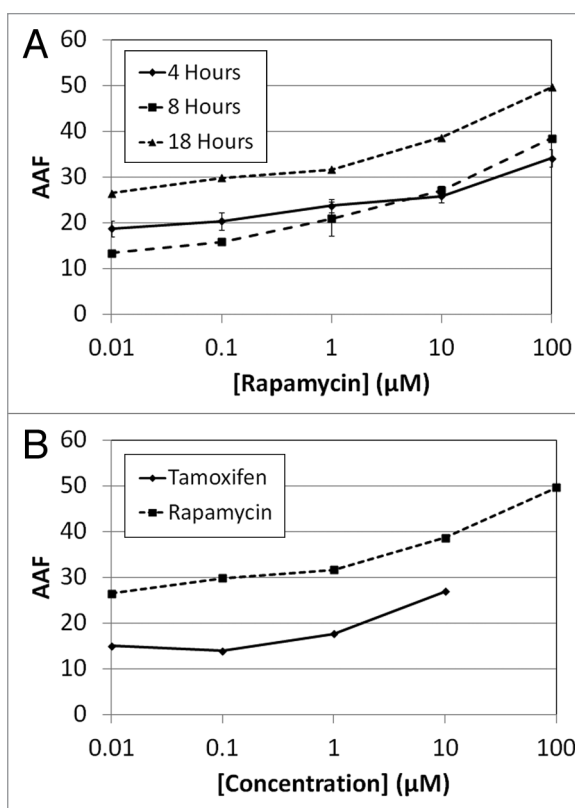 A
60
50
40
30
20
10
0
AAF
4 Hours
8 Hours
18 Hours
0.01 0.1 1 10 100
[Rapamycin] (µM)
B
60
50
40
30
20
10
0
AAF
Tamoxifen
Rapamycin
0.01 0.1 1 10 100
[Concentration] (µM)